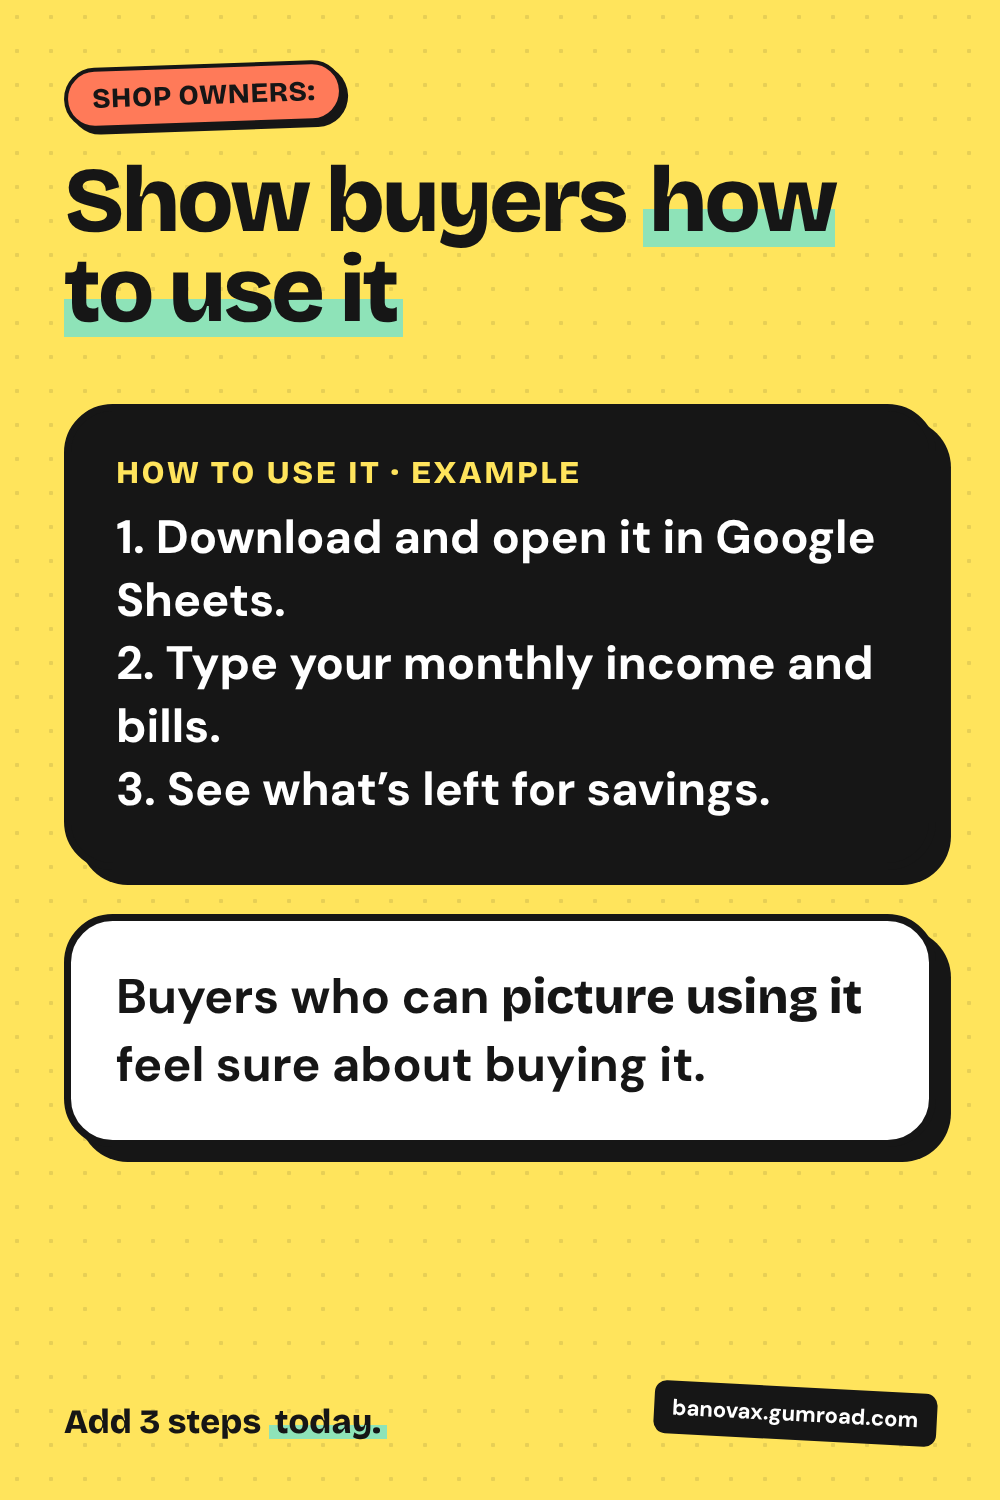 SHOP OWNERS:
Show buyers how
to use it
HOW TO USE IT · EXAMPLE
1. Download and open it in Google
Sheets.
2. Type your monthly income and
bills.
3. See what’s left for savings.
Buyers who can picture using it
feel sure about buying it.
Add 3 steps today.
banovax.gumroad.com